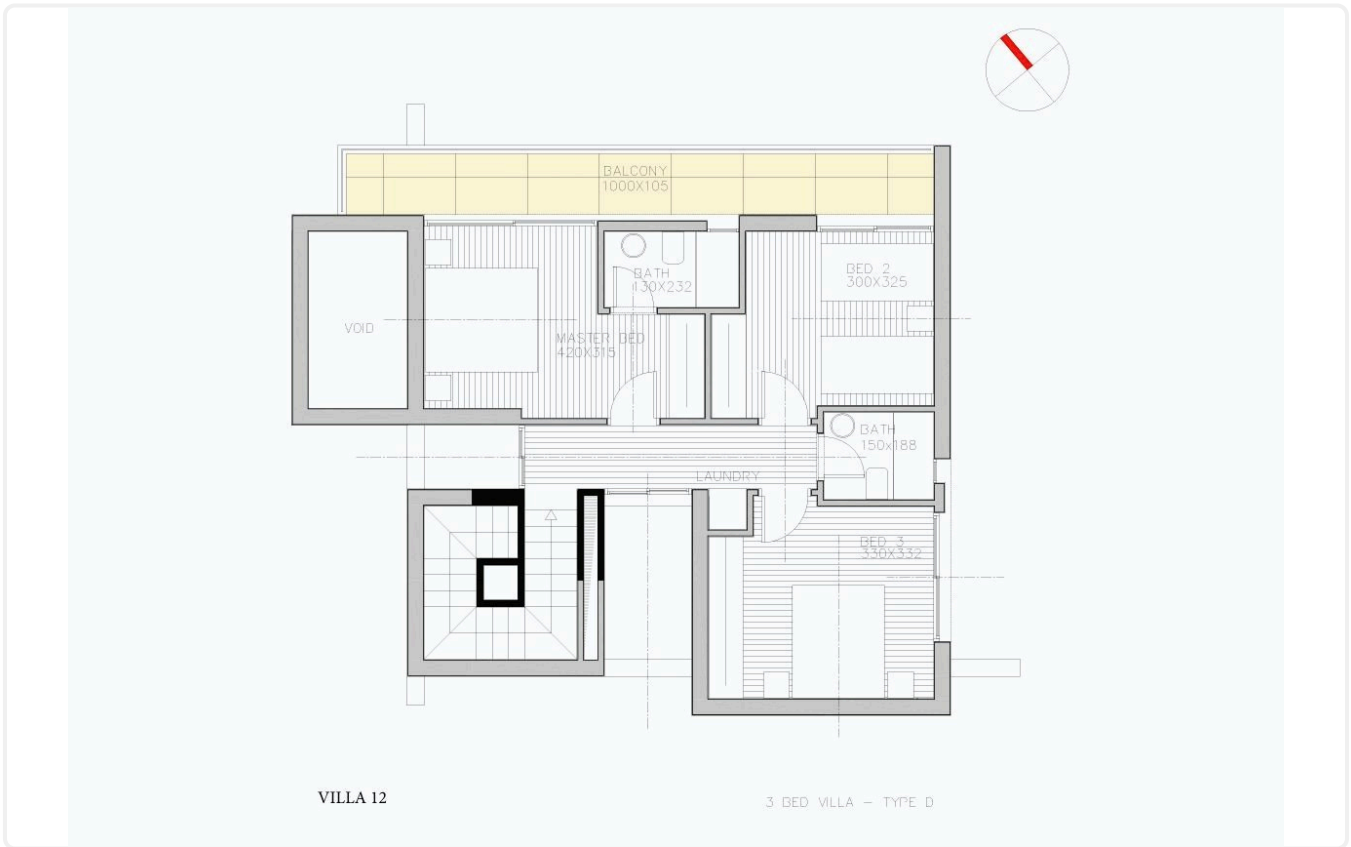 BALCONY
1000X105
BATH
130X232
BED 2
300X325
VOID
MASTER BED
420X315
BATH
150x188
LAUNDRY
BED 3
330X332
VILLA 12
3 BED VILLA – TYPE D